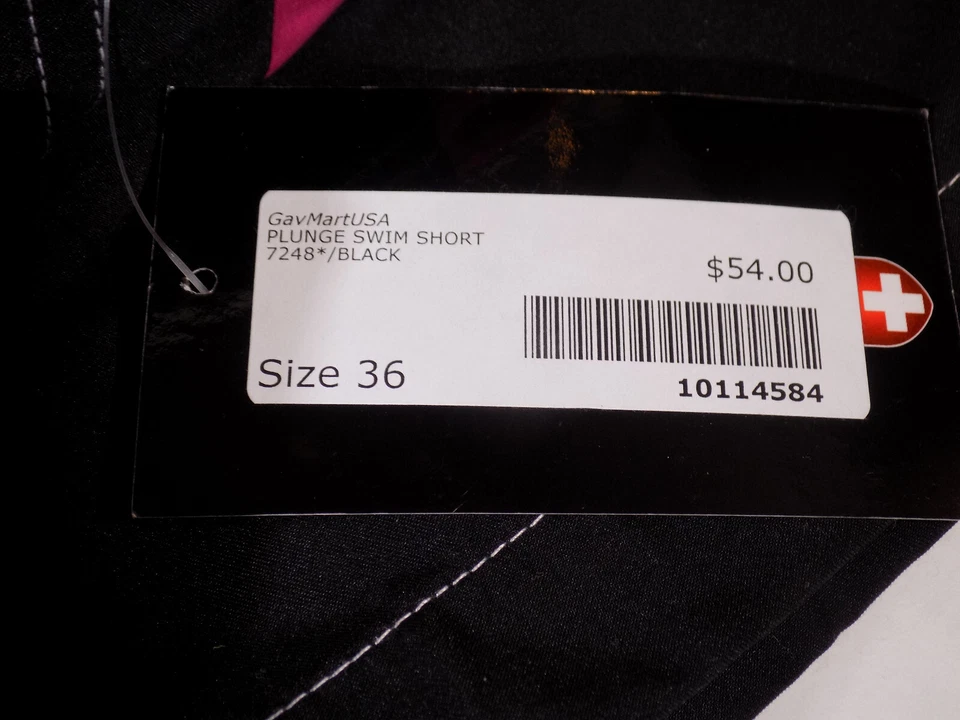 GavMartUSA
PLUNGE SWIM SHORT
7248*/BLACK
$54.00
Size 36
10114584